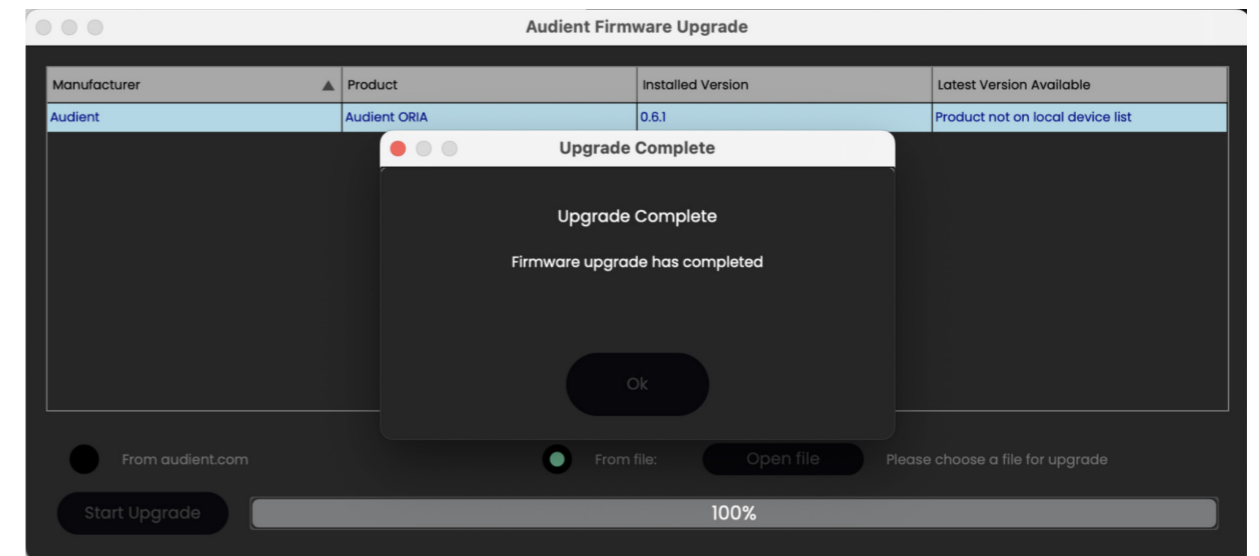 Audient Firmware Upgrade
Manufacturer Product Installed Version Latest Version Available
Audient Audient ORIA 0.6.1 Product not on local device list
Upgrade Complete
Upgrade Complete
Firmware upgrade has completed
Ok
From audient.com From file: Open file Please choose a file for upgrade
Start Upgrade 100%